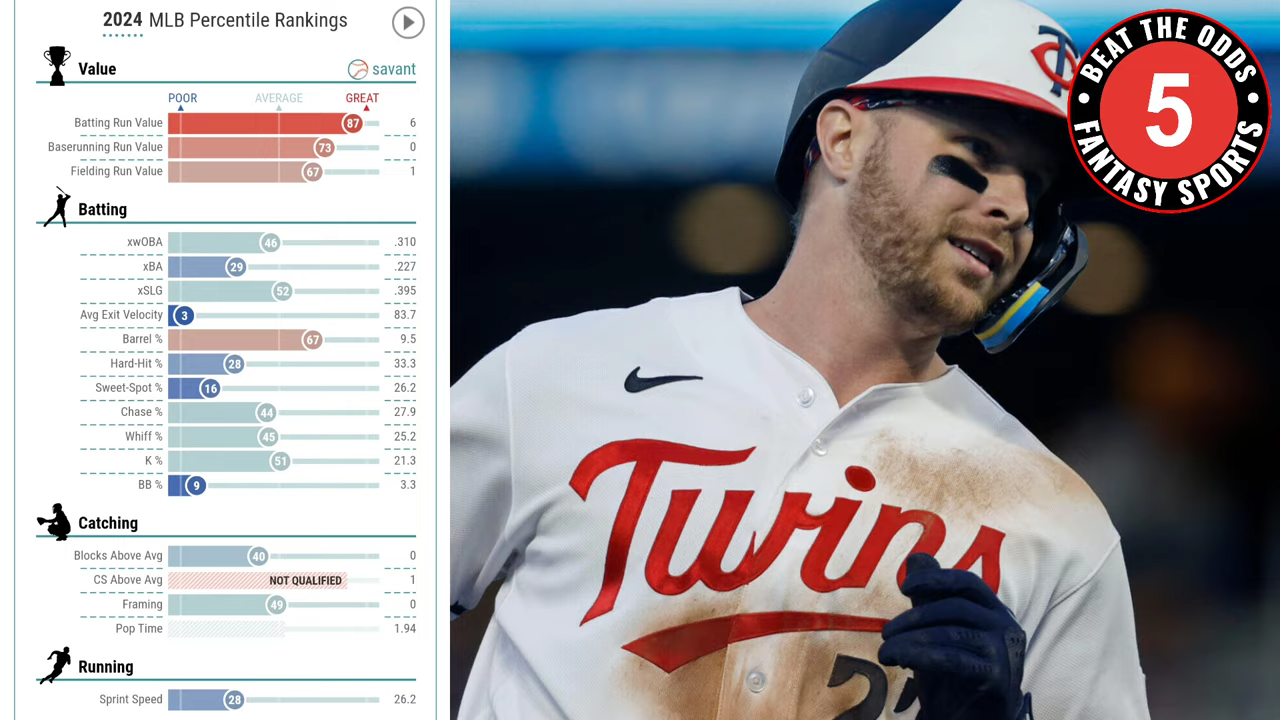 2024 MLB Percentile Rankings
Value
savant
POOR AVERAGE GREAT
Batting Run Value 87 6
Baserunning Run Value 73 0
Fielding Run Value 67 1
Batting
xwOBA 46 .310
xBA 29 .227
xSLG 52 .395
Avg Exit Velocity 3 83.7
Barrel % 67 9.5
Hard-Hit % 28 33.3
Sweet-Spot % 16 26.2
Chase % 44 27.9
Whiff % 45 25.2
K % 51 21.3
BB % 9 3.3
Catching
Blocks Above Avg 40 0
CS Above Avg NOT QUALIFIED 1
Framing 49 0
Pop Time 1.94
Running
Sprint Speed 28 26.2
BEAT THE ODDS
5
FANTASY SPORTS
TC
Twins